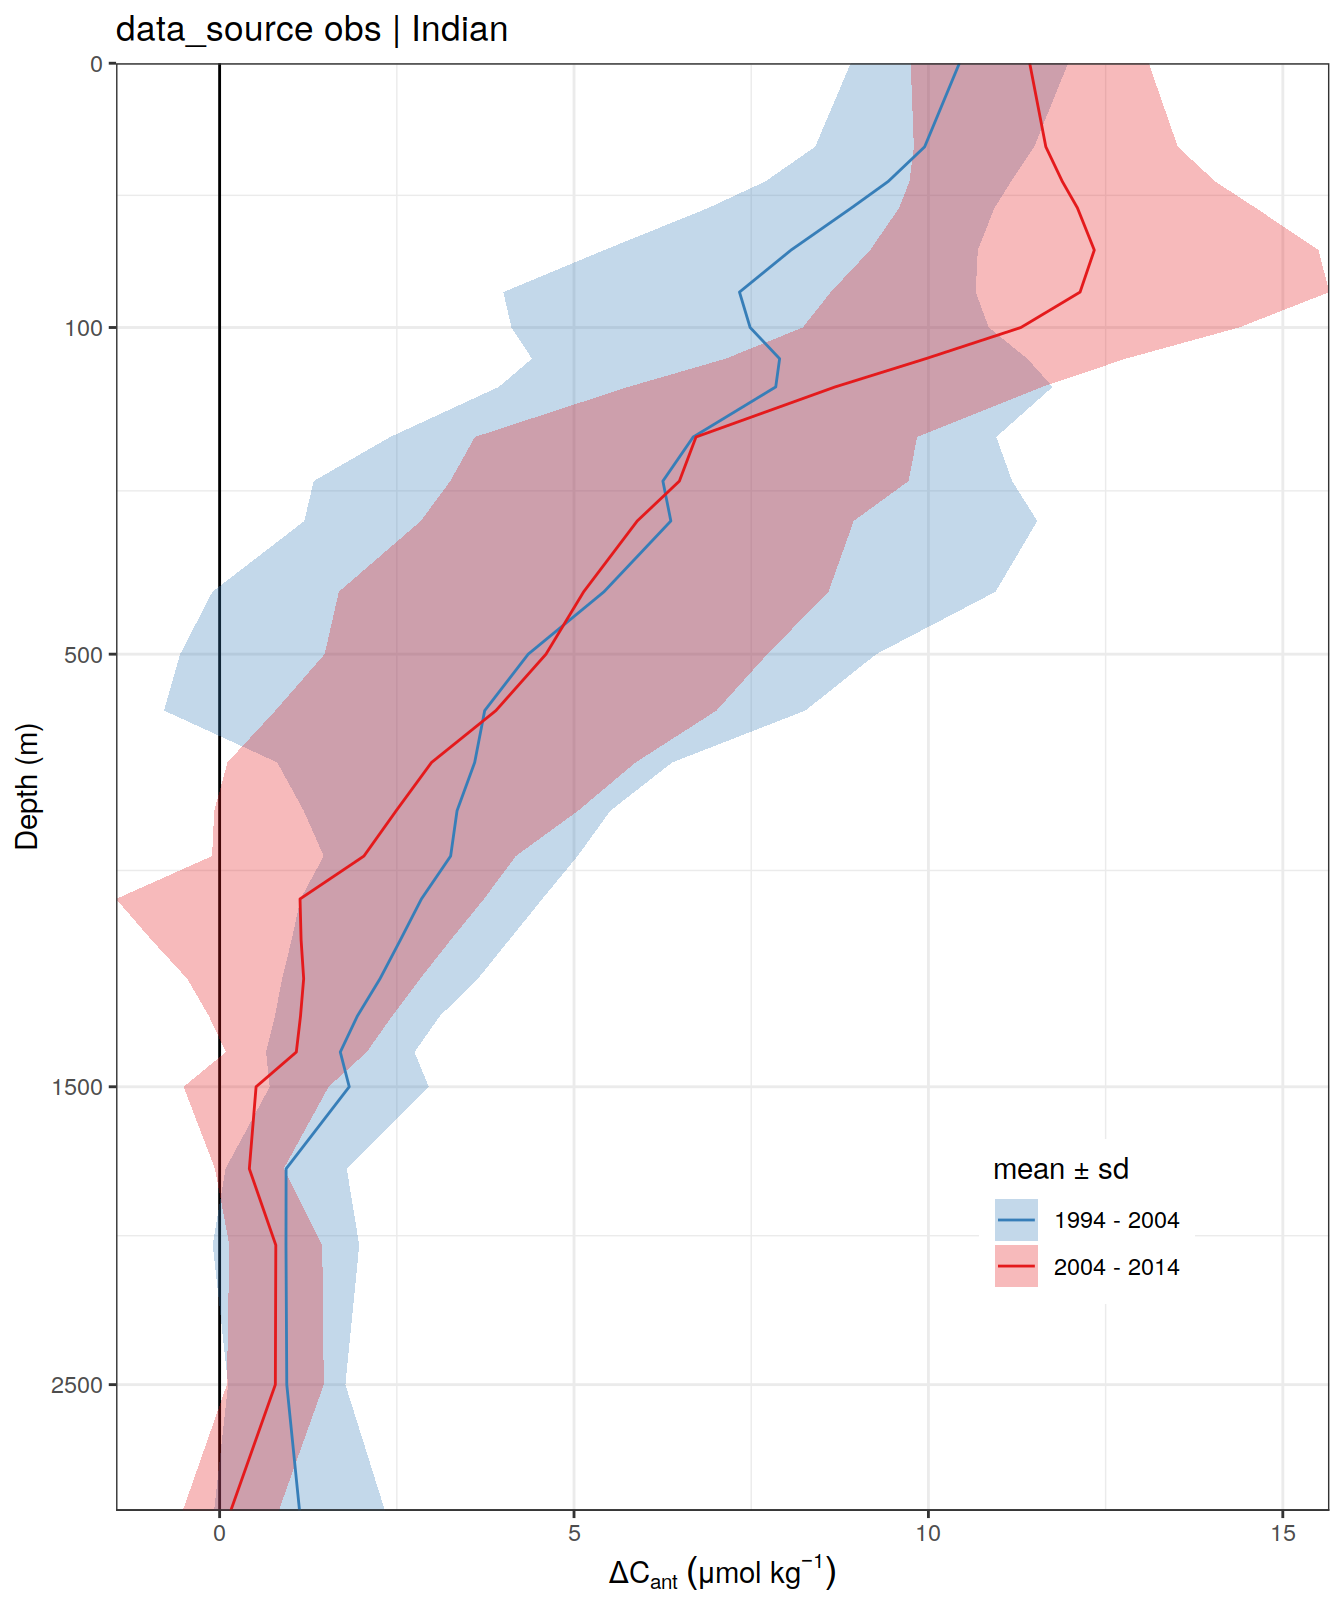 data_source obs | Indian
0
100
500
1500
2500
Depth (m)
0 5 10 15
ΔCant (μmol kg−1)
mean ± sd
1994 - 2004
2004 - 2014